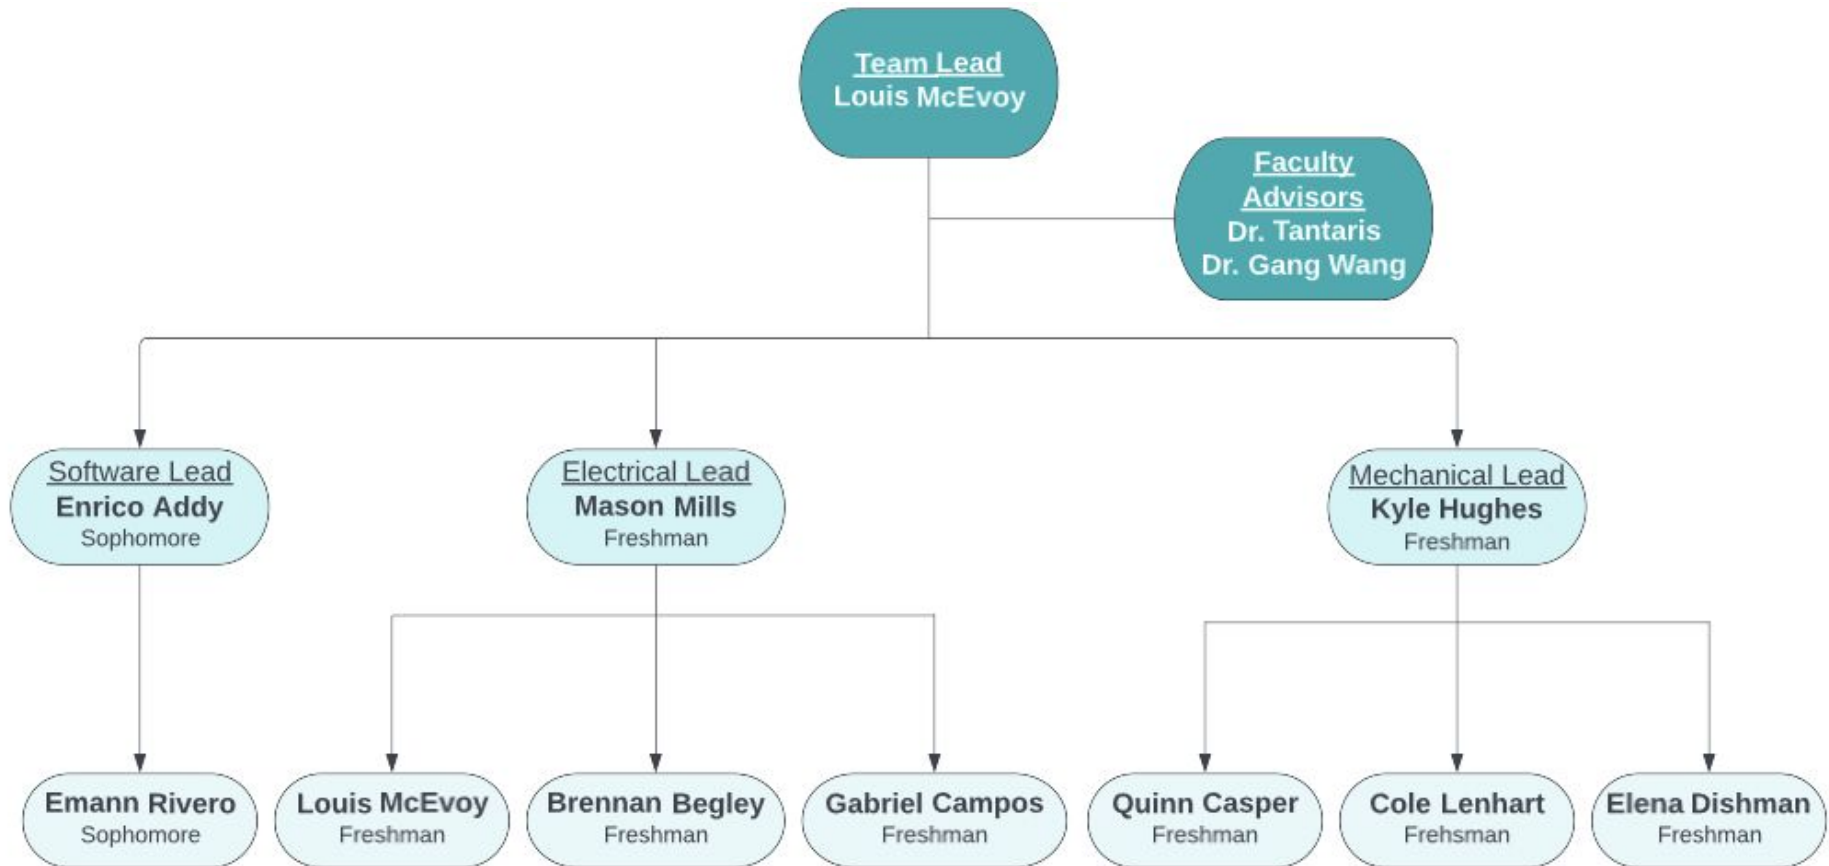 Team Lead
Louis McEvoy
Faculty
Advisors
Dr. Tantaris
Dr. Gang Wang
Software Lead
Enrico Addy
Sophomore
Electrical Lead
Mason Mills
Freshman
Mechanical Lead
Kyle Hughes
Freshman
Emann Rivero
Sophomore
Louis McEvoy
Freshman
Brennan Begley
Freshman
Gabriel Campos
Freshman
Quinn Casper
Freshman
Cole Lenhart
Frehsman
Elena Dishman
Freshman